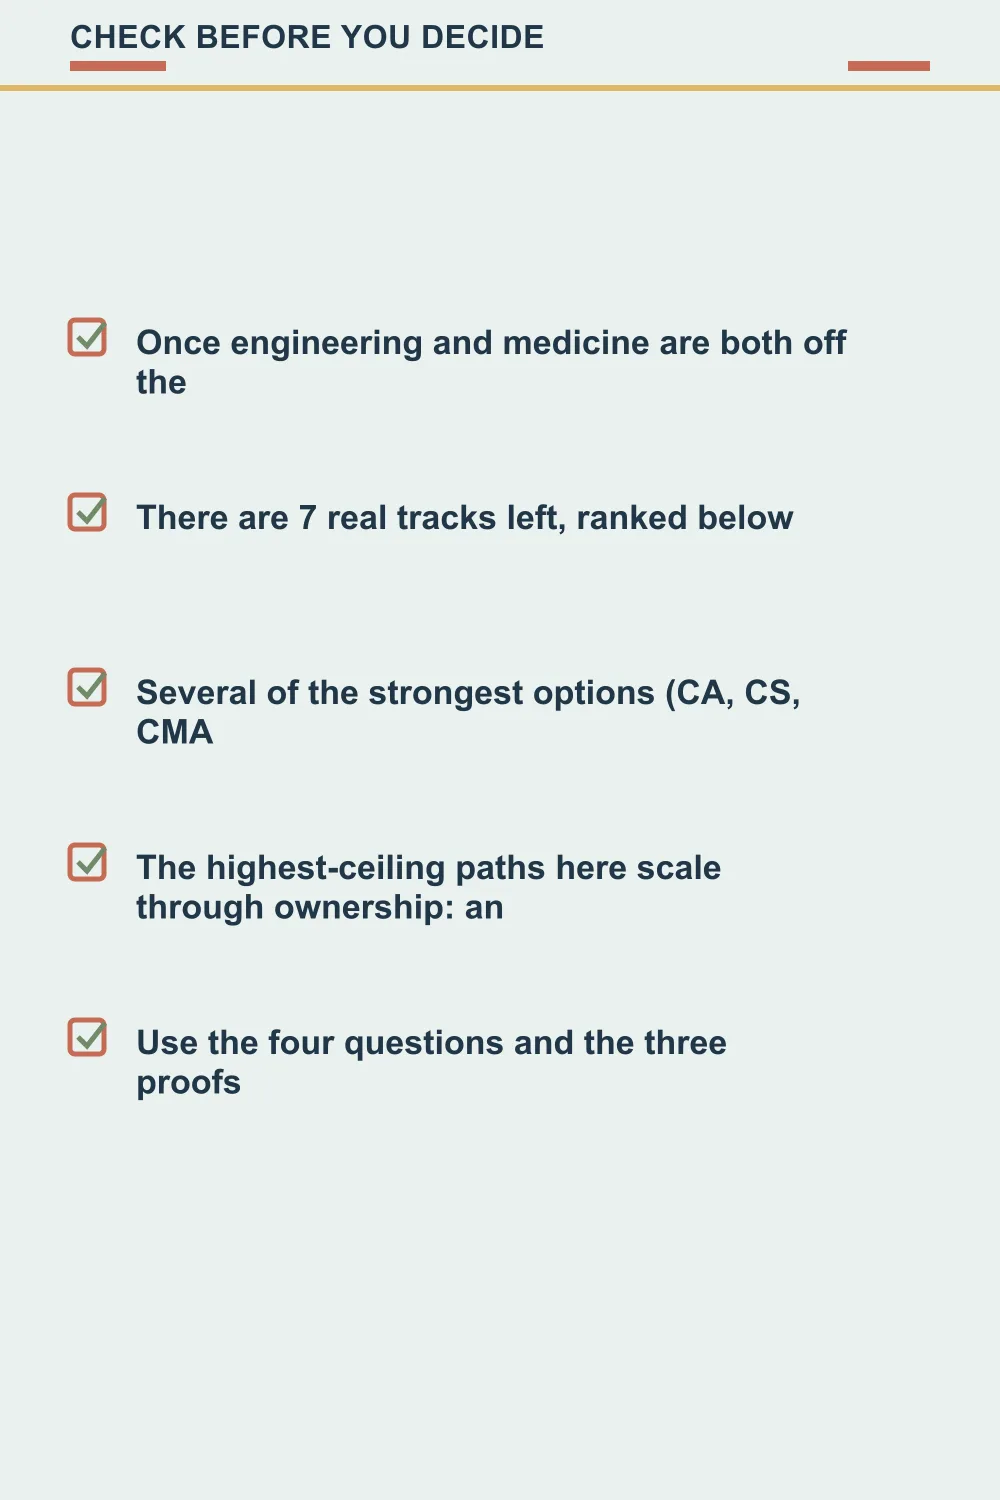 CHECK BEFORE YOU DECIDE
Once engineering and medicine are both off
the
There are 7 real tracks left, ranked below
Several of the strongest options (CA, CS,
CMA
The highest-ceiling paths here scale
through ownership: an
Use the four questions and the three
proofs